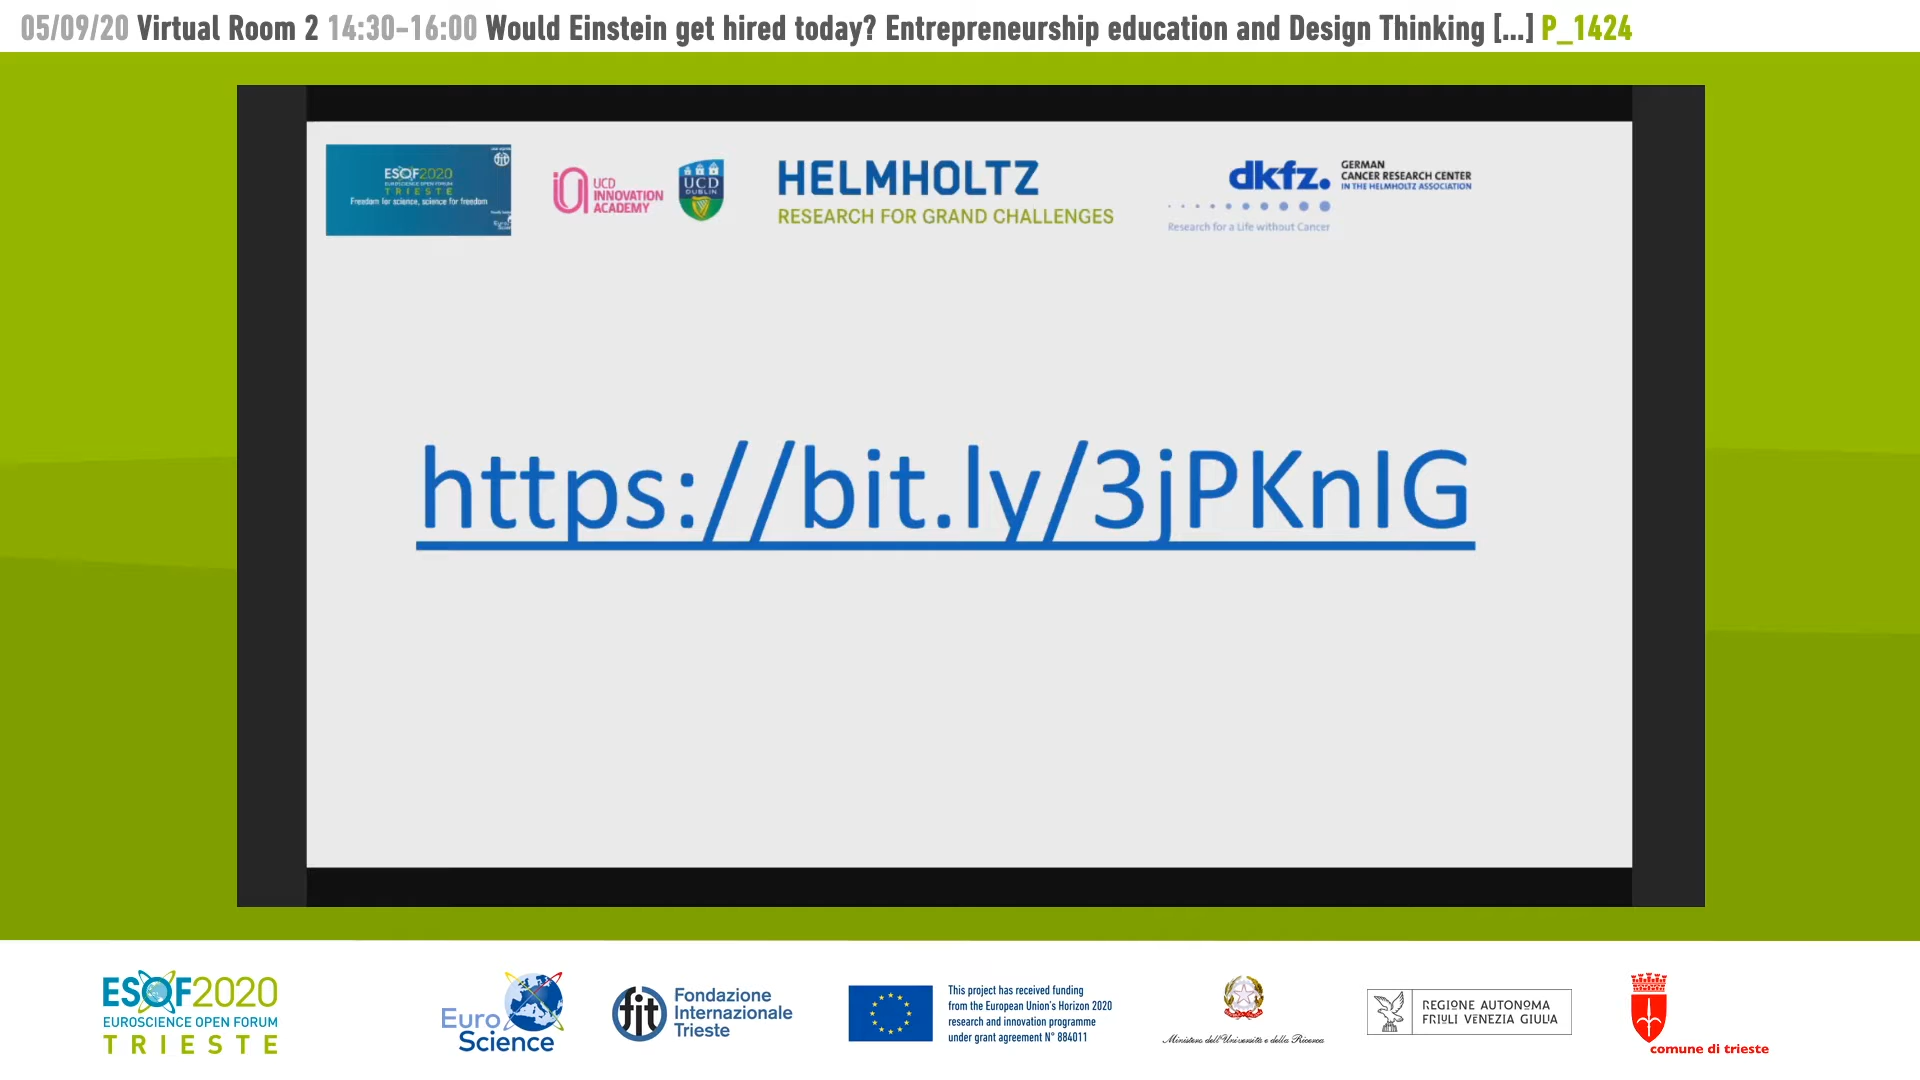 05/09/20 Virtual Room 2 14:30-16:00 Would Einstein get hired today? Entrepreneurship education and Design Thinking [...] P_1424
ESOF2020
EUROSCIENCE OPEN FORUM
TRIESTE
Freedom for science, science for freedom
fit
UCD
INNOVATION
ACADEMY
UCD
DUBLIN
HELMHOLTZ
RESEARCH FOR GRAND CHALLENGES
dkfz.
GERMAN
CANCER RESEARCH CENTER
IN THE HELMHOLTZ ASSOCIATION
Research for a Life without Cancer
https://bit.ly/3jPKnIG
ESOF2020
EUROSCIENCE OPEN FORUM
TRIESTE
Euro
Science
fit
Fondazione
Internazionale
Trieste
This project has received funding
from the European Union's Horizon 2020
research and innovation programme
under grant agreement N° 884011
Ministero dell'Università e della Ricerca
REGIONE AUTONOMA
FRIULI VENEZIA GIULIA
comune di trieste